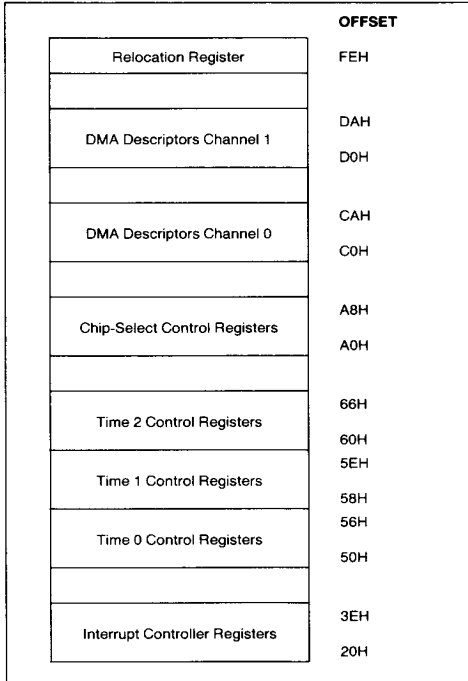 OFFSET
Relocation Register FEH
DAH
DMA Descriptors Channel 1
D0H
CAH
DMA Descriptors Channel 0
C0H
A8H
Chip-Select Control Registers
A0H
66H
Time 2 Control Registers
60H
5EH
Time 1 Control Registers
58H
56H
Time 0 Control Registers
50H
3EH
Interrupt Controller Registers
20H